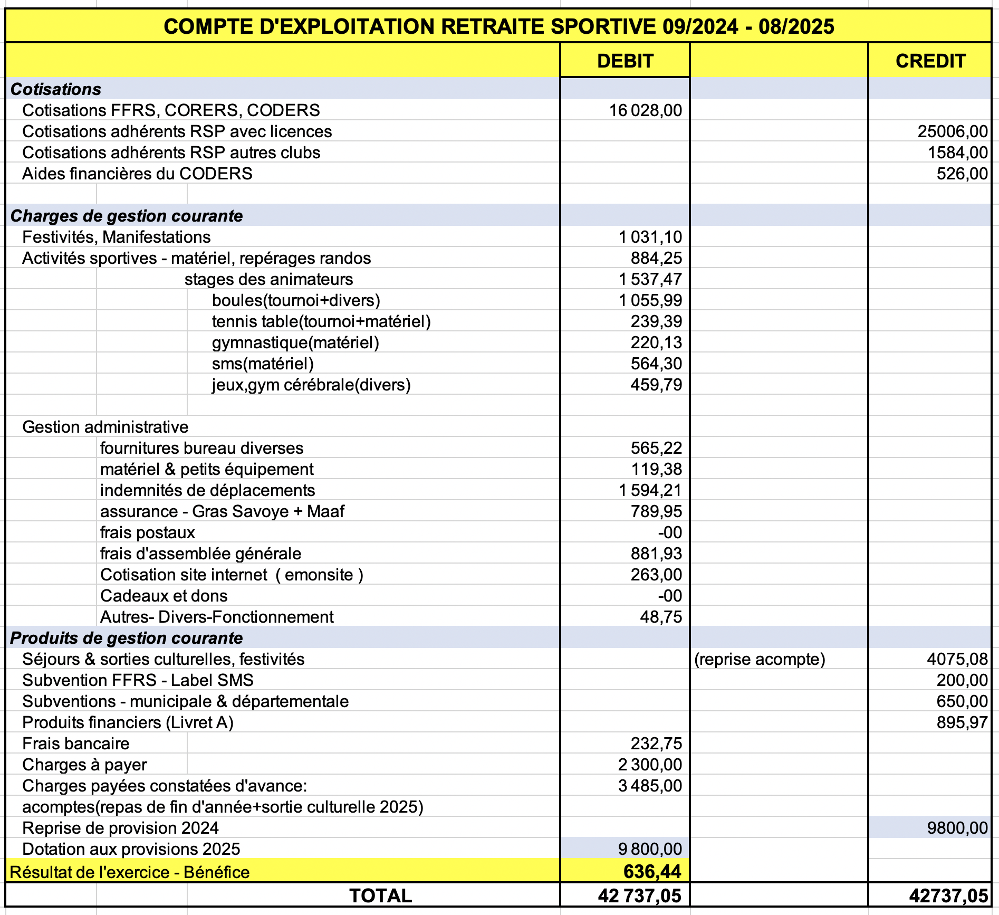 COMPTE D'EXPLOITATION RETRAITE SPORTIVE 09/2024 - 08/2025
DEBIT CREDIT
Cotisations
Cotisations FFRS, CORERS, CODERS 16 028,00
Cotisations adhérents RSP avec licences 25006,00
Cotisations adhérents RSP autres clubs 1584,00
Aides financières du CODERS 526,00
Charges de gestion courante
Festivités, Manifestations 1 031,10
Activités sportives - matériel, repérages randos 884,25
stages des animateurs 1 537,47
boules(tournoi+divers) 1 055,99
tennis table(tournoi+matériel) 239,39
gymnastique(matériel) 220,13
sms(matériel) 564,30
jeux,gym cérébrale(divers) 459,79
Gestion administrative
fournitures bureau diverses 565,22
matériel & petits équipement 119,38
indemnités de déplacements 1 594,21
assurance - Gras Savoye + Maaf 789,95
frais postaux -00
frais d'assemblée générale 881,93
Cotisation site internet ( emonsite ) 263,00
Cadeaux et dons -00
Autres- Divers-Fonctionnement 48,75
Produits de gestion courante
Séjours & sorties culturelles, festivités (reprise acompte) 4075,08
Subvention FFRS - Label SMS 200,00
Subventions - municipale & départementale 650,00
Produits financiers (Livret A) 895,97
Frais bancaire 232,75
Charges à payer 2 300,00
Charges payées constatées d'avance: 3 485,00
acomptes(repas de fin d'année+sortie culturelle 2025)
Reprise de provision 2024 9800,00
Dotation aux provisions 2025 9 800,00
Résultat de l'exercice - Bénéfice 636,44
TOTAL 42 737,05 42737,05